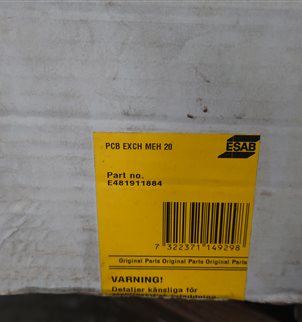 ESAB
PCB EXCH MEH 20
Part no.
E481911884
7 322371 149298
Original Parts Original Parts Original Parts
VARNING!
Detaljer känsliga för